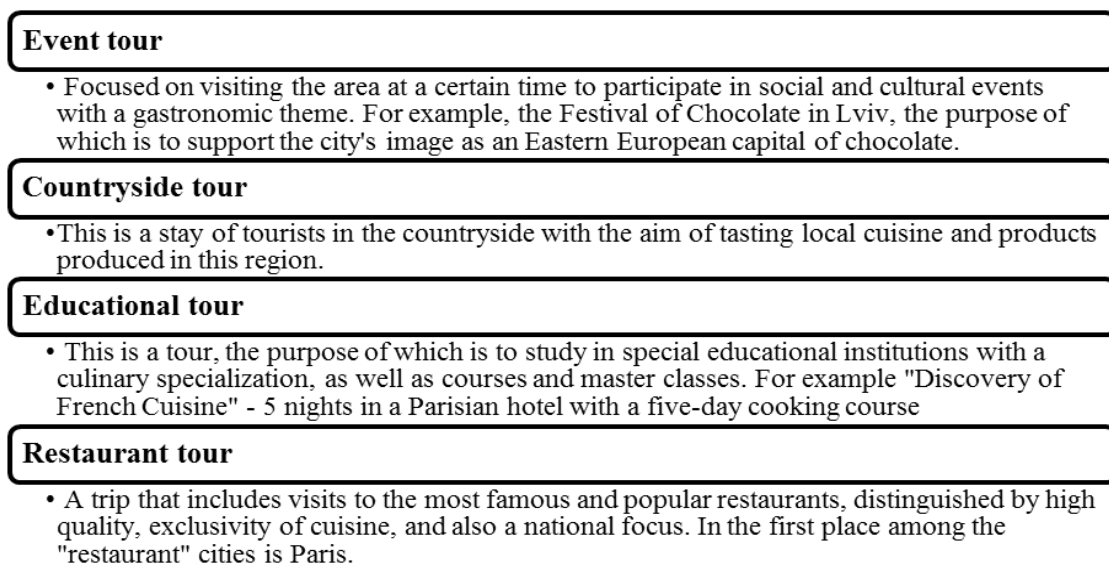 Event tour
• Focused on visiting the area at a certain time to participate in social and cultural events
with a gastronomic theme. For example, the Festival of Chocolate in Lviv, the purpose of
which is to support the city's image as an Eastern European capital of chocolate.
Countryside tour
•This is a stay of tourists in the countryside with the aim of tasting local cuisine and products
produced in this region.
Educational tour
• This is a tour, the purpose of which is to study in special educational institutions with a
culinary specialization, as well as courses and master classes. For example "Discovery of
French Cuisine" - 5 nights in a Parisian hotel with a five-day cooking course
Restaurant tour
• A trip that includes visits to the most famous and popular restaurants, distinguished by high
quality, exclusivity of cuisine, and also a national focus. In the first place among the
"restaurant" cities is Paris.